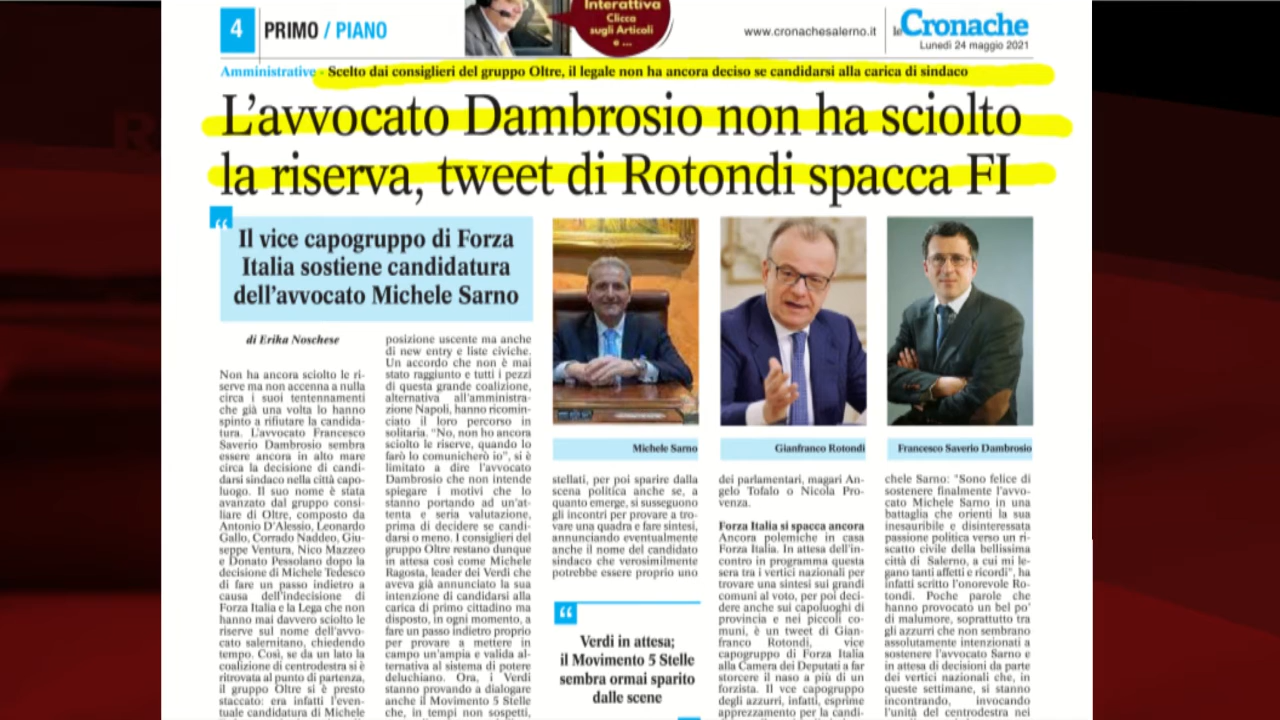 4
PRIMO / PIANO
Interattiva
Clicca
sugli Articoli
e ...
www.cronachesalerno.it
le Cronache
Lunedì 24 maggio 2021
Amministrative - Scelto dai consiglieri del gruppo Oltre, il legale non ha ancora deciso se candidarsi alla carica di sindaco
L'avvocato Dambrosio non ha sciolto
la riserva, tweet di Rotondi spacca FI
“
Il vice capogruppo di Forza
Italia sostiene candidatura
dell'avvocato Michele Sarno
di Erika Noschese
Non ha ancora sciolto le ri-
serve ma non accenna a nulla
circa i suoi tentennamenti
che già una volta lo hanno
spinto a rifiutare la candida-
tura. L'avvocato Francesco
Saverio Dambrosio sembra
essere ancora in alto mare
circa la decisione di candi-
darsi sindaco nella città capo-
luogo. Il suo nome è stata
avanzato dal gruppo consi-
liare di Oltre, composto da
Antonio D'Alessio, Leonardo
Gallo, Corrado Naddeo, Giu-
seppe Ventura, Nico Mazzeo
e Donato Pessolano dopo la
decisione di Michele Tedesco
di fare un passo indietro a
causa dell'indecisione di
Forza Italia e la Lega che non
hanno mai davvero sciolto le
riserve sul nome dell'avvo-
cato salernitano, chiedendo
tempo. Così, se da un lato la
coalizione di centrodestra si è
ritrovata al punto di partenza,
il gruppo Oltre si è presto
staccato: era infatti l'even-
tuale candidatura di Michele
posizione uscente ma anche
di new entry e liste civiche.
Un accordo che non è mai
stato raggiunto e tutti i pezzi
di questa grande coalizione,
alternativa all'amministra-
zione Napoli, hanno ricomin-
ciato il loro percorso in
solitaria. "No, non ho ancora
sciolto le riserve, quando lo
farò lo comunicherò io", si è
limitato a dire l'avvocato
Dambrosio che non intende
spiegare i motivi che lo
stanno portando ad un'at-
tenta e seria valutazione,
prima di decidere se candi-
darsi o meno. I consiglieri del
gruppo Oltre restano dunque
in attesa così come Michele
Ragosta, leader dei Verdi che
aveva già annunciato la sua
intenzione di candidarsi alla
carica di primo cittadino ma
disposto, in ogni momento, a
fare un passo indietro proprio
per provare a mettere in
campo un'ampia e valida al-
ternativa al sistema di potere
deluchiano. Ora, i Verdi
stanno provando a dialogare
anche il Movimento 5 Stelle
che, in tempi non sospetti,
Michele Sarno
Gianfranco Rotondi
Francesco Saverio Dambrosio
stellati, per poi sparire dalla
scena politica anche se, a
quanto emerge, si susseguono
gli incontri per provare a tro-
vare una quadra e fare sintesi,
annunciando eventualmente
anche il nome del candidato
sindaco che verosimilmente
potrebbe essere proprio uno
“
Verdi in attesa;
il Movimento 5 Stelle
sembra ormai sparito
dalle scene
dei parlamentari, magari An-
gelo Tofalo o Nicola Pro-
venza.
Forza Italia si spacca ancora
Ancora polemiche in casa
Forza Italia. In attesa dell'in-
contro in programma questa
sera tra i vertici nazionali per
trovare una sintesi sui grandi
comuni al voto, per poi deci-
dere anche sui capoluoghi di
provincia e nei piccoli co-
muni, è un tweet di Gian-
franco Rotondi, vice
capogruppo di Forza Italia
alla Camera dei Deputati a far
storcere il naso a più di un
forzista. Il vce capogruppo
degli azzurri, infatti, esprime
apprezzamento per la candi-
chele Sarno: "Sono felice di
sostenere finalmente l'avvo-
cato Michele Sarno in una
battaglia che orienti la sua
inesauribile e disinteressata
passione politica verso un ri-
scatto civile della bellissima
città di Salerno, a cui mi le-
gano tanti affetti e ricordi", ha
infatti scritto l'onorevole Ro-
tondi. Poche parole che
hanno provocato un bel po'
di malumore, soprattutto tra
gli azzurri che non sembrano
assolutamente intenzionati a
sostenere l'avvocato Sarno e
in attesa di decisioni da parte
dei vertici nazionali che, in
queste settimane, si stanno
incontrando, invocando
l'unità del centrodestra nei